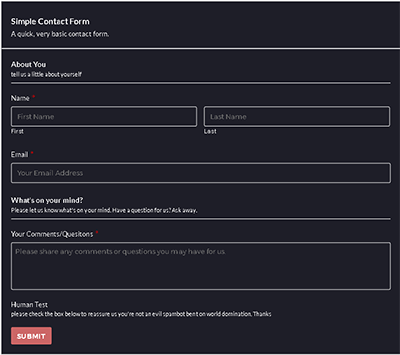 Simple Contact Form
A quick, very basic contact form.
About You
tell us a little about yourself
Name *
First Name Last Name
First Last
Email *
Your Email Address
What's on your mind?
Please let us know what's on your mind. Have a question for us? Ask away.
Your Comments/Quesitons *
Please share any comments or questions you may have for us
Human Test
please check the box below to reassure us you're not an evil spambot bent on world domination. Thanks
SUBMIT